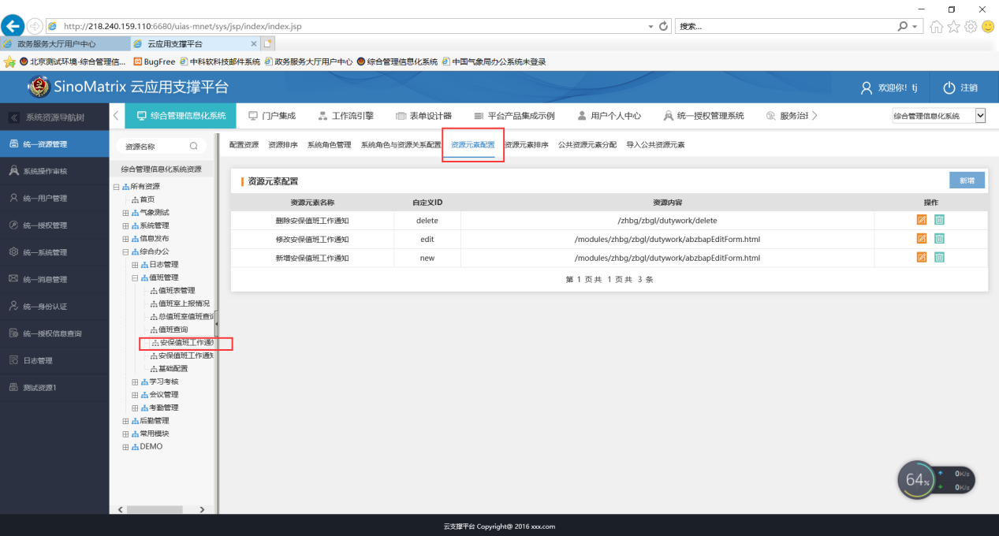 http://218.240.159.110:6680/uias-mnet/sys/jsp/index/index.jsp
搜索...
政务服务大厅用户中心
云应用支撑平台
北京测试环境-综合管理信...
BugFree
中科软科技邮件系统
政务服务大厅用户中心
综合管理信息化系统
中国气象局办公系统未登录
SinoMatrix 云应用支撑平台
欢迎你! tj
注销
系统资源导航树
综合管理信息化系统
门户集成
工作流引擎
表单设计器
平台产品集成示例
用户个人中心
统一授权管理系统
服务治
综合管理信息化系统
统一资源管理
系统操作审核
统一用户管理
统一授权管理
统一系统管理
统一消息管理
统一身份认证
统一授权信息查询
日志管理
测试资源1
资源名称
综合管理信息化系统资源
所有资源
首页
气象测试
系统管理
信息发布
综合办公
日志管理
值班管理
值班表管理
值班室上报情况
总值班室值班查询
值班查询
安保值班工作通知
安保值班工作通知
基础配置
学习考核
会议管理
考勤管理
后勤管理
常用模块
DEMO
配置资源
资源排序
系统角色管理
系统角色与资源关系配置
资源元素配置
资源元素排序
公共资源元素分配
导入公共资源元素
资源元素配置
新增
资源元素名称 自定义ID 资源内容 操作
删除安保值班工作通知 delete /zhbg/zbgl/dutywork/delete
修改安保值班工作通知 edit /modules/zhbg/zbgl/dutywork/abzbapEditForm.html
新增安保值班工作通知 new /modules/zhbg/zbgl/dutywork/abzbapEditForm.html
第 1 页共 1 页共 3 条
64%
0K/s
0K/s
云支撑平台 Copyright@ 2016 xxx.com